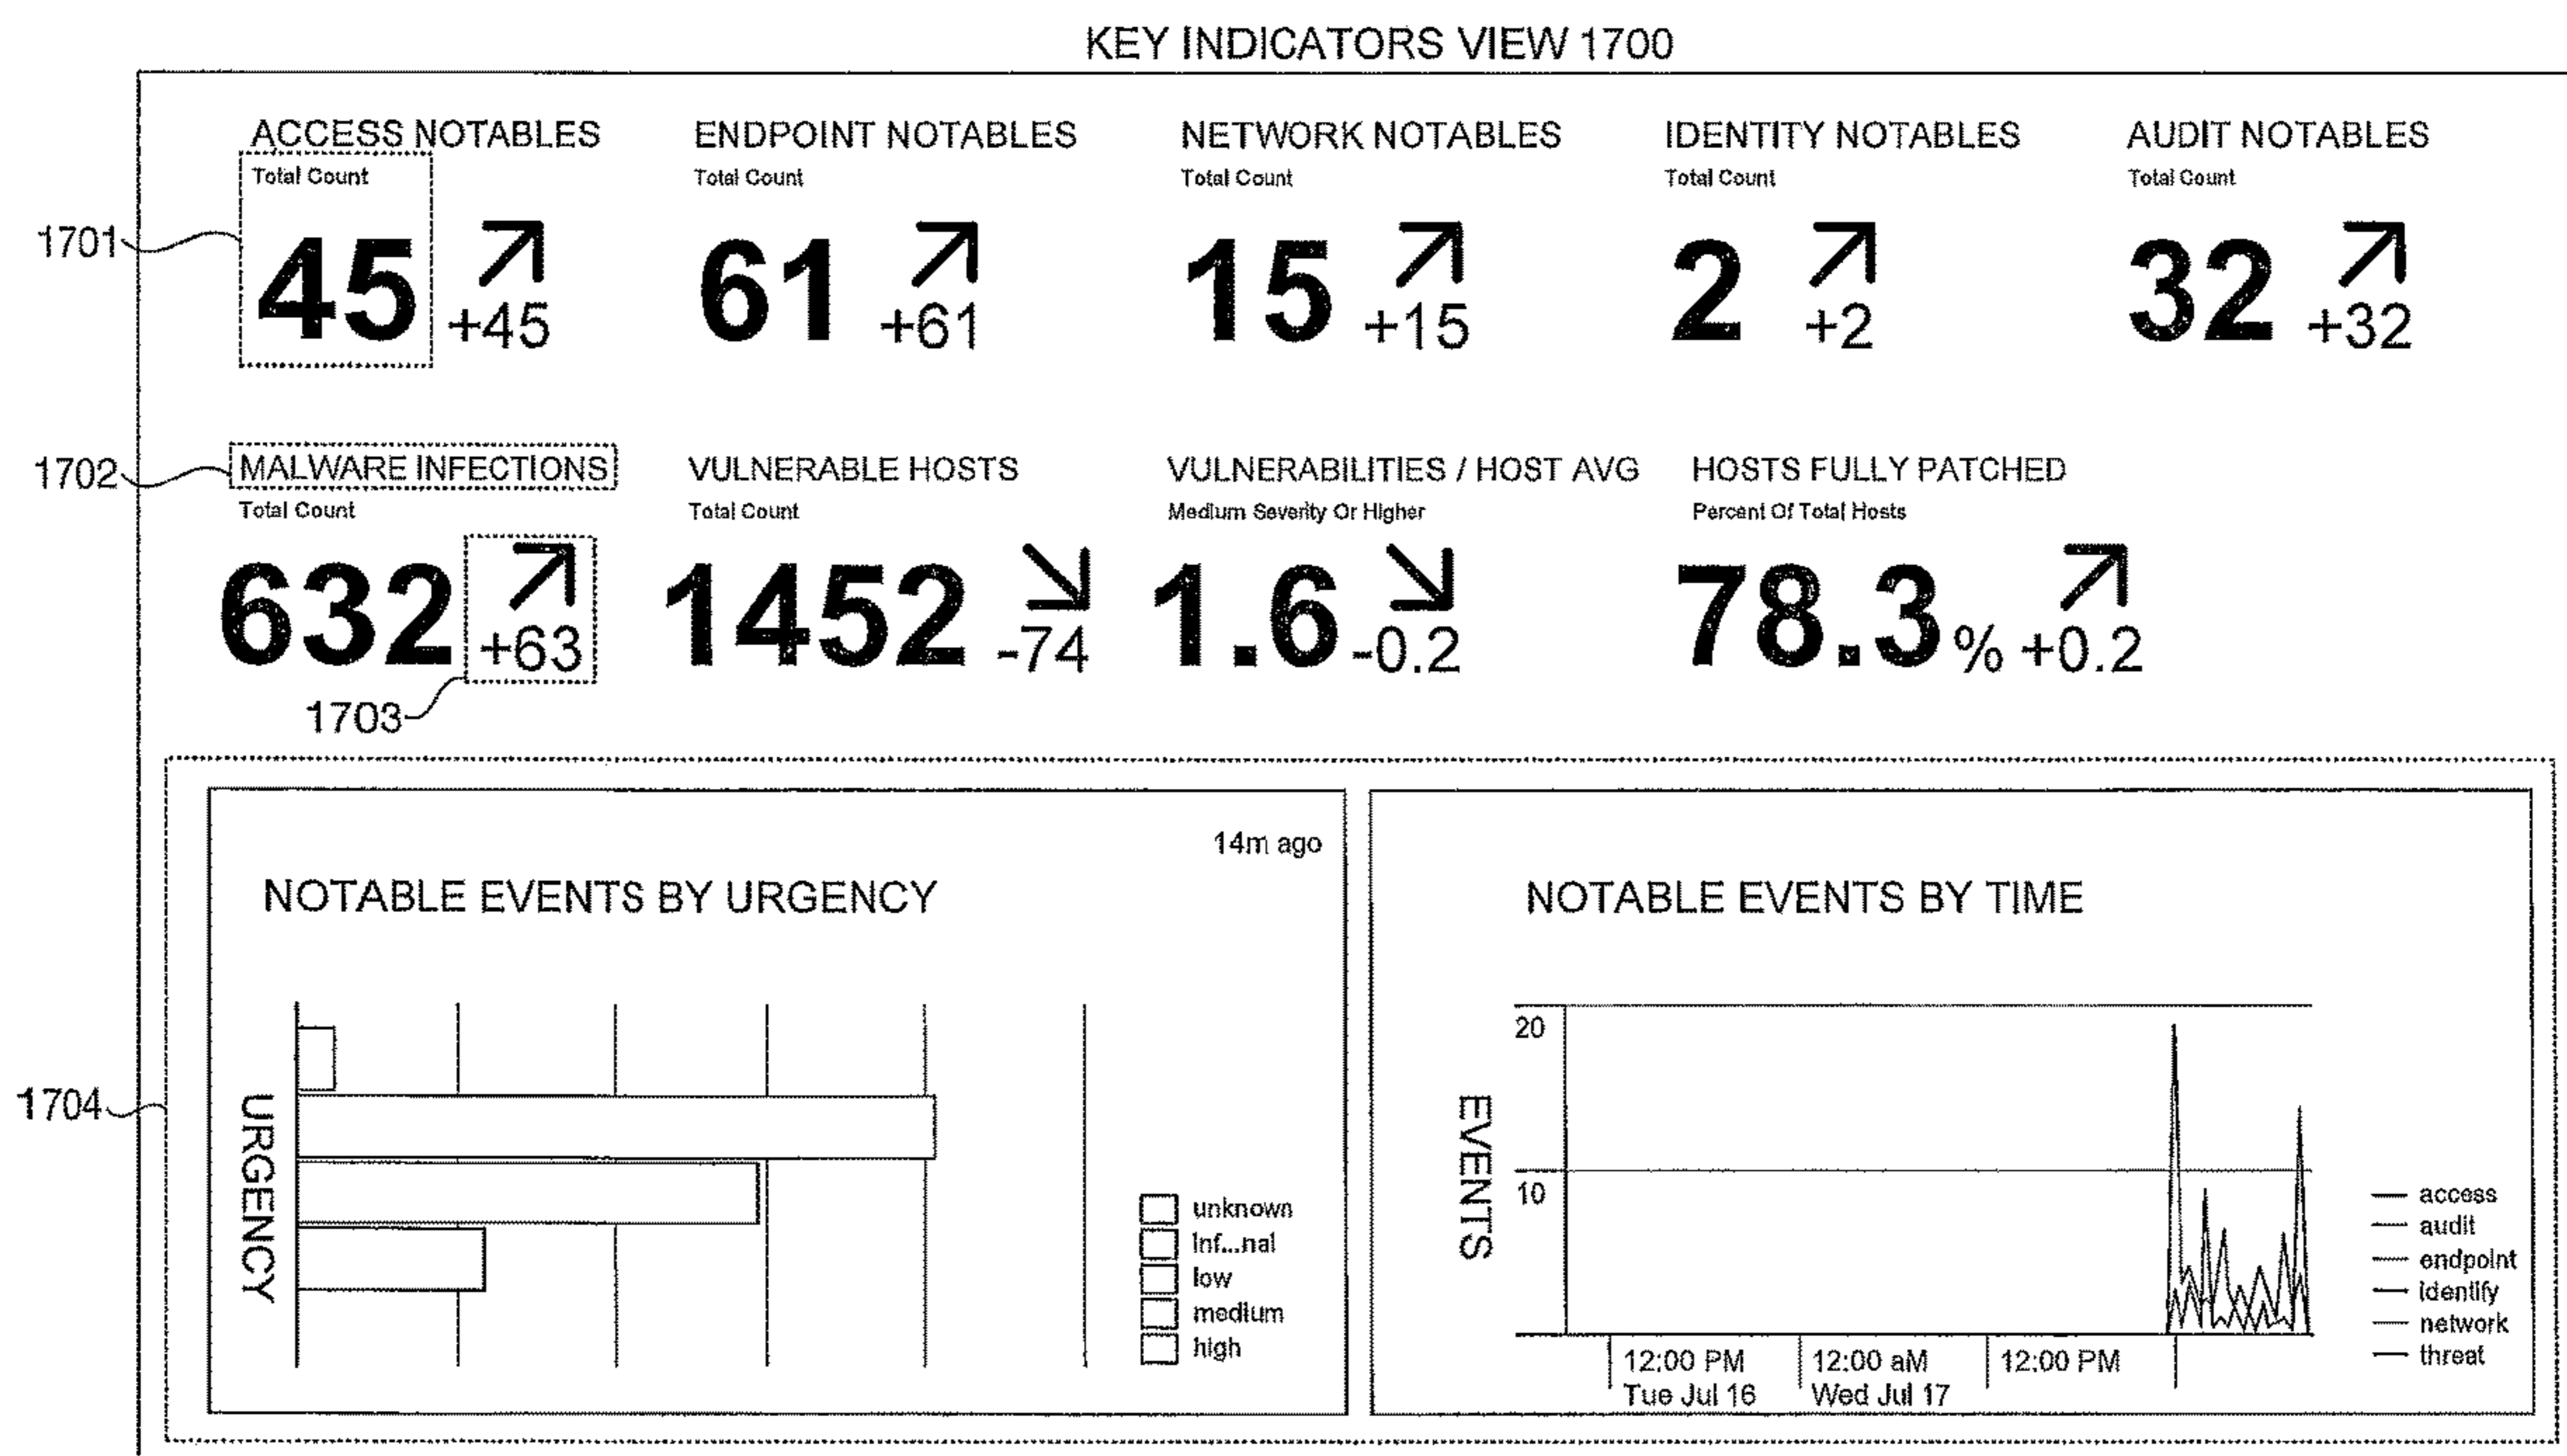 KEY INDICATORS VIEW 1700
ACCESS NOTABLES
Total Count
45 +45
1701
ENDPOINT NOTABLES
Total Count
61 +61
NETWORK NOTABLES
Total Count
15 +15
IDENTITY NOTABLES
Total Count
2 +2
AUDIT NOTABLES
Total Count
32 +32
1702
MALWARE INFECTIONS
Total Count
632 +63
1703
VULNERABLE HOSTS
Total Count
1452 -74
VULNERABILITIES / HOST AVG
Medium Severity Or Higher
1.6 -0.2
HOSTS FULLY PATCHED
Percent Of Total Hosts
78.3 % +0.2
1704
14m ago
NOTABLE EVENTS BY URGENCY
URGENCY
unknown
inf...nal
low
medium
high
NOTABLE EVENTS BY TIME
EVENTS
20
10
12:00 PM
Tue Jul 16
12:00 aM
Wed Jul 17
12:00 PM
access
audit
endpoint
identify
network
threat